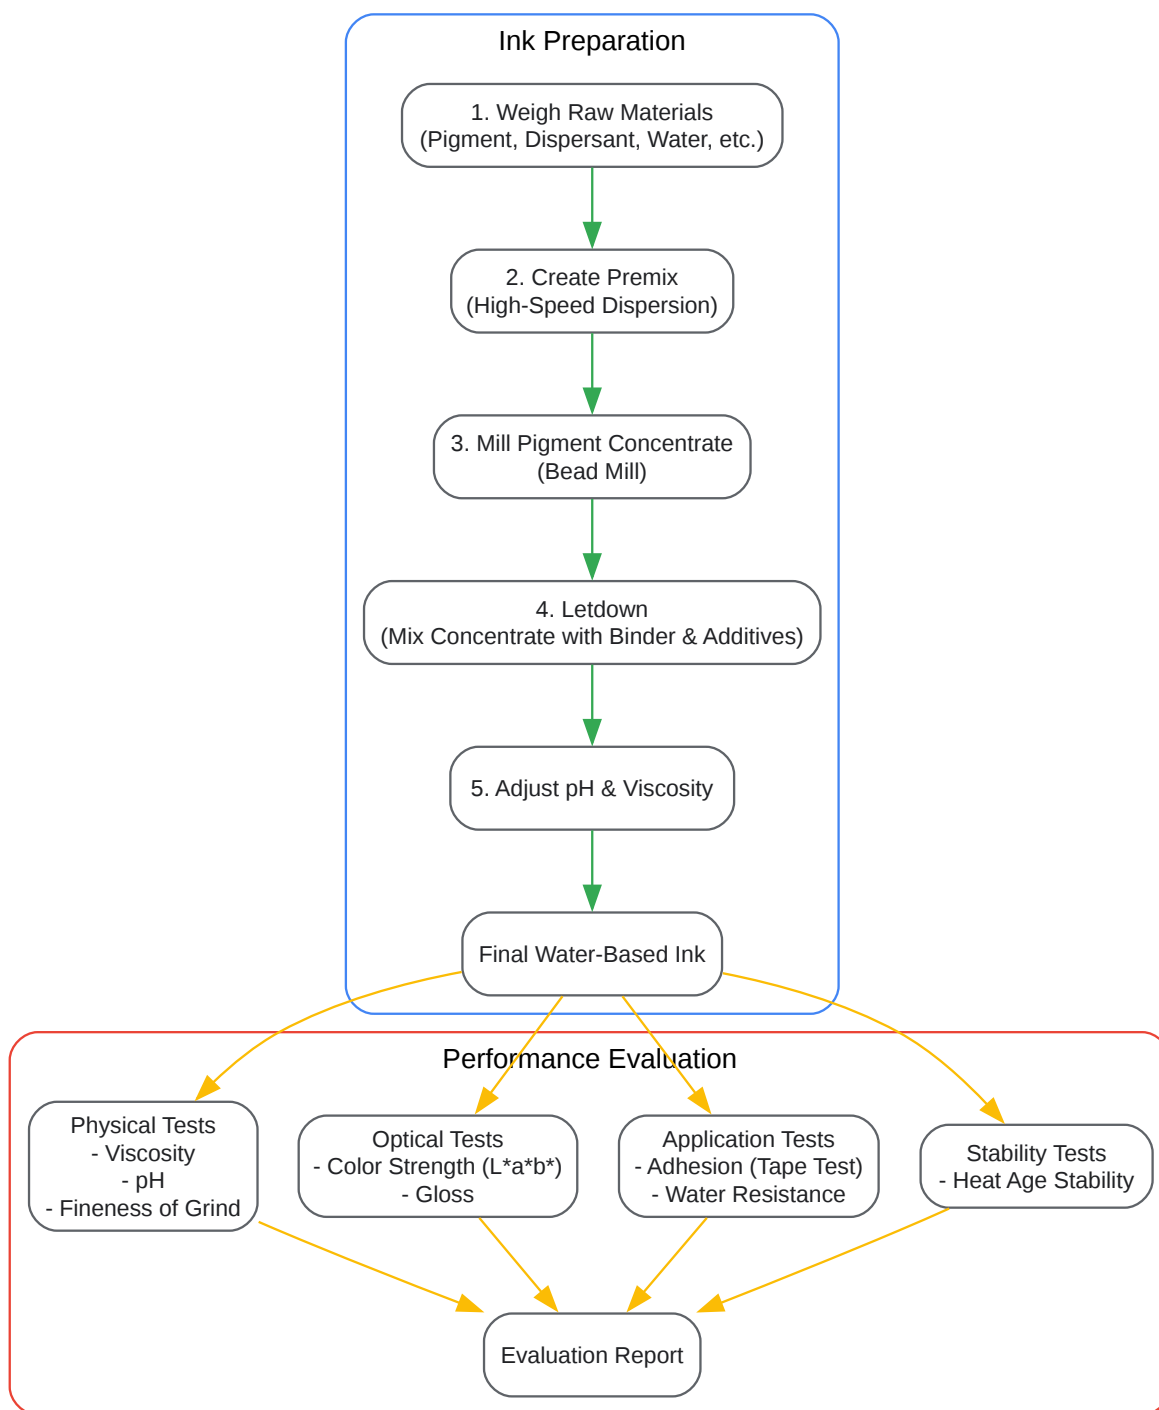 Ink Preparation
1. Weigh Raw Materials
(Pigment, Dispersant, Water, etc.)
2. Create Premix
(High-Speed Dispersion)
3. Mill Pigment Concentrate
(Bead Mill)
4. Letdown
(Mix Concentrate with Binder & Additives)
5. Adjust pH & Viscosity
Final Water-Based Ink
Performance Evaluation
Physical Tests
- Viscosity
- pH
- Fineness of Grind
Optical Tests
- Color Strength (L*a*b*)
- Gloss
Application Tests
- Adhesion (Tape Test)
- Water Resistance
Stability Tests
- Heat Age Stability
Evaluation Report